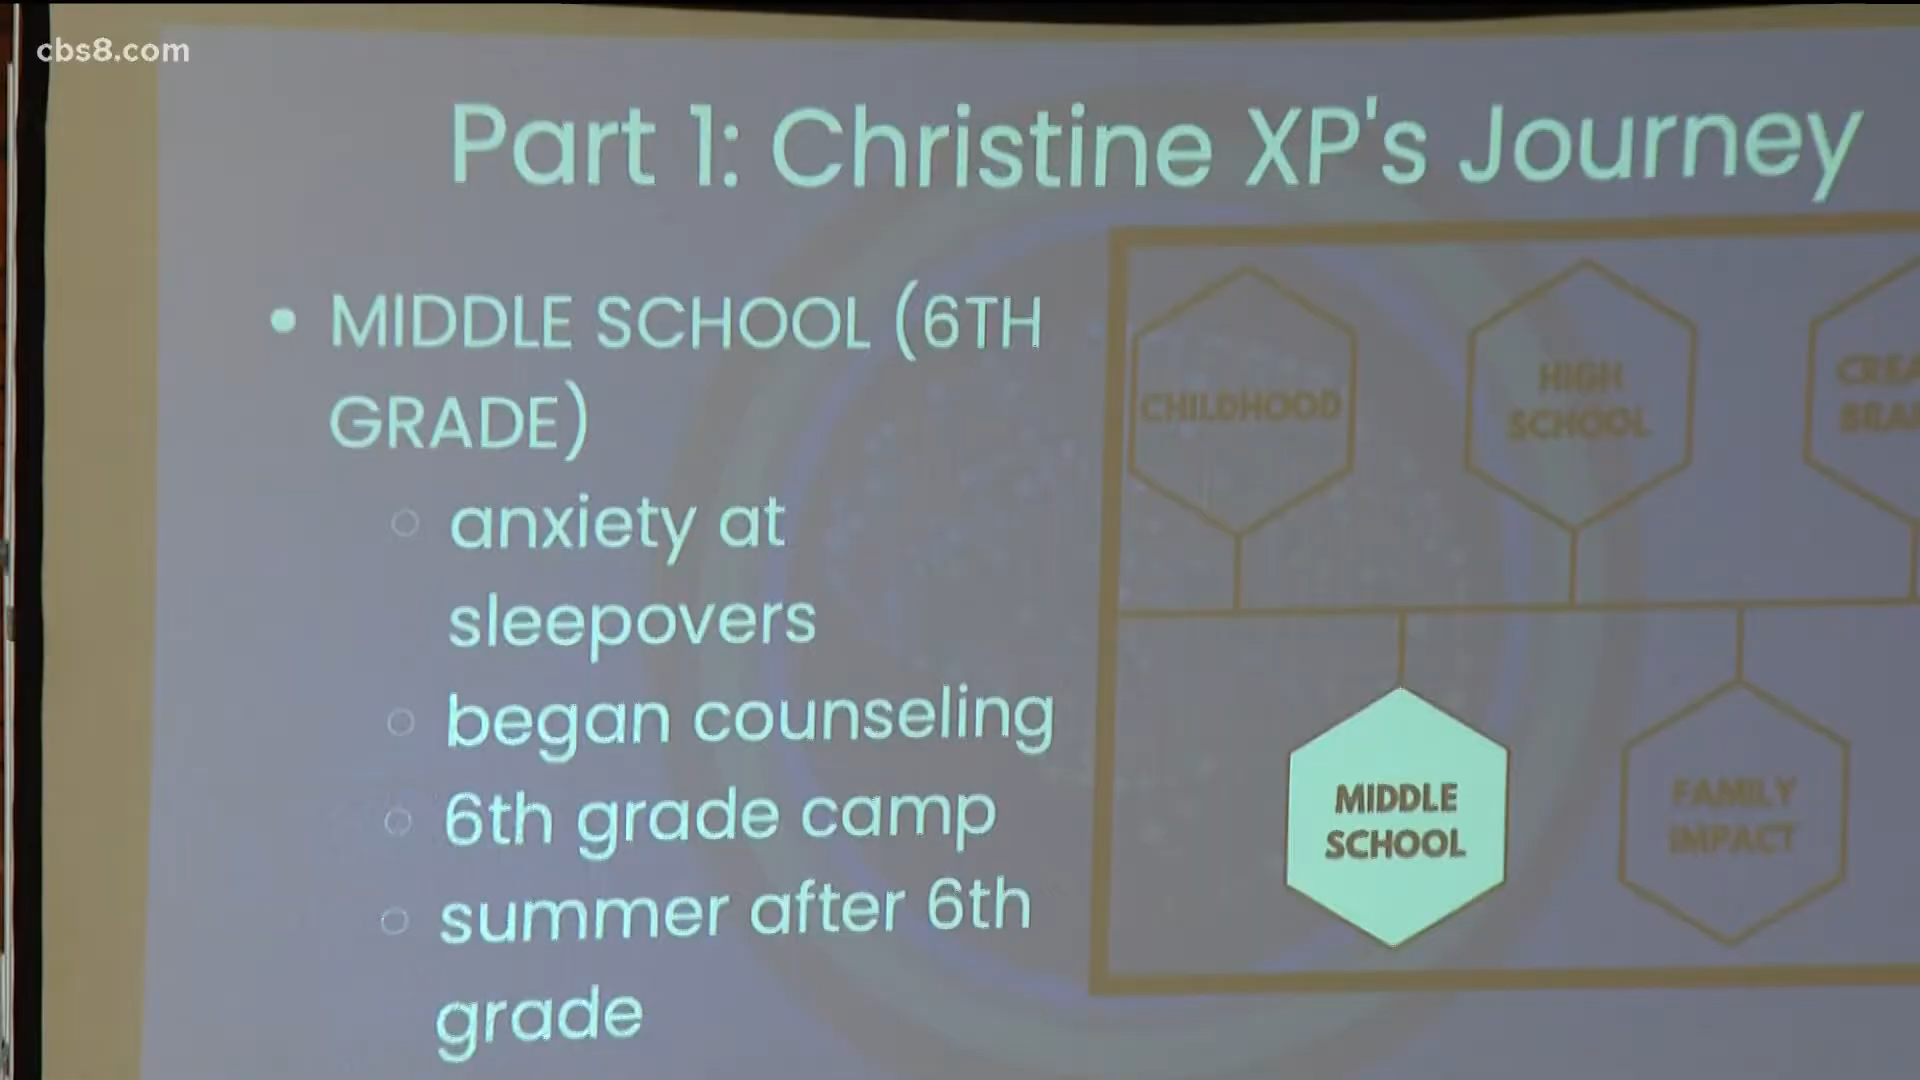 cbs8.com
Part 1: Christine XP's Journey
• MIDDLE SCHOOL (6TH
GRADE)
○ anxiety at
sleepovers
○ began counseling
○ 6th grade camp
○ summer after 6th
grade
CHILDHOOD
HIGH
SCHOOL
MIDDLE
SCHOOL
FAMILY
IMPACT